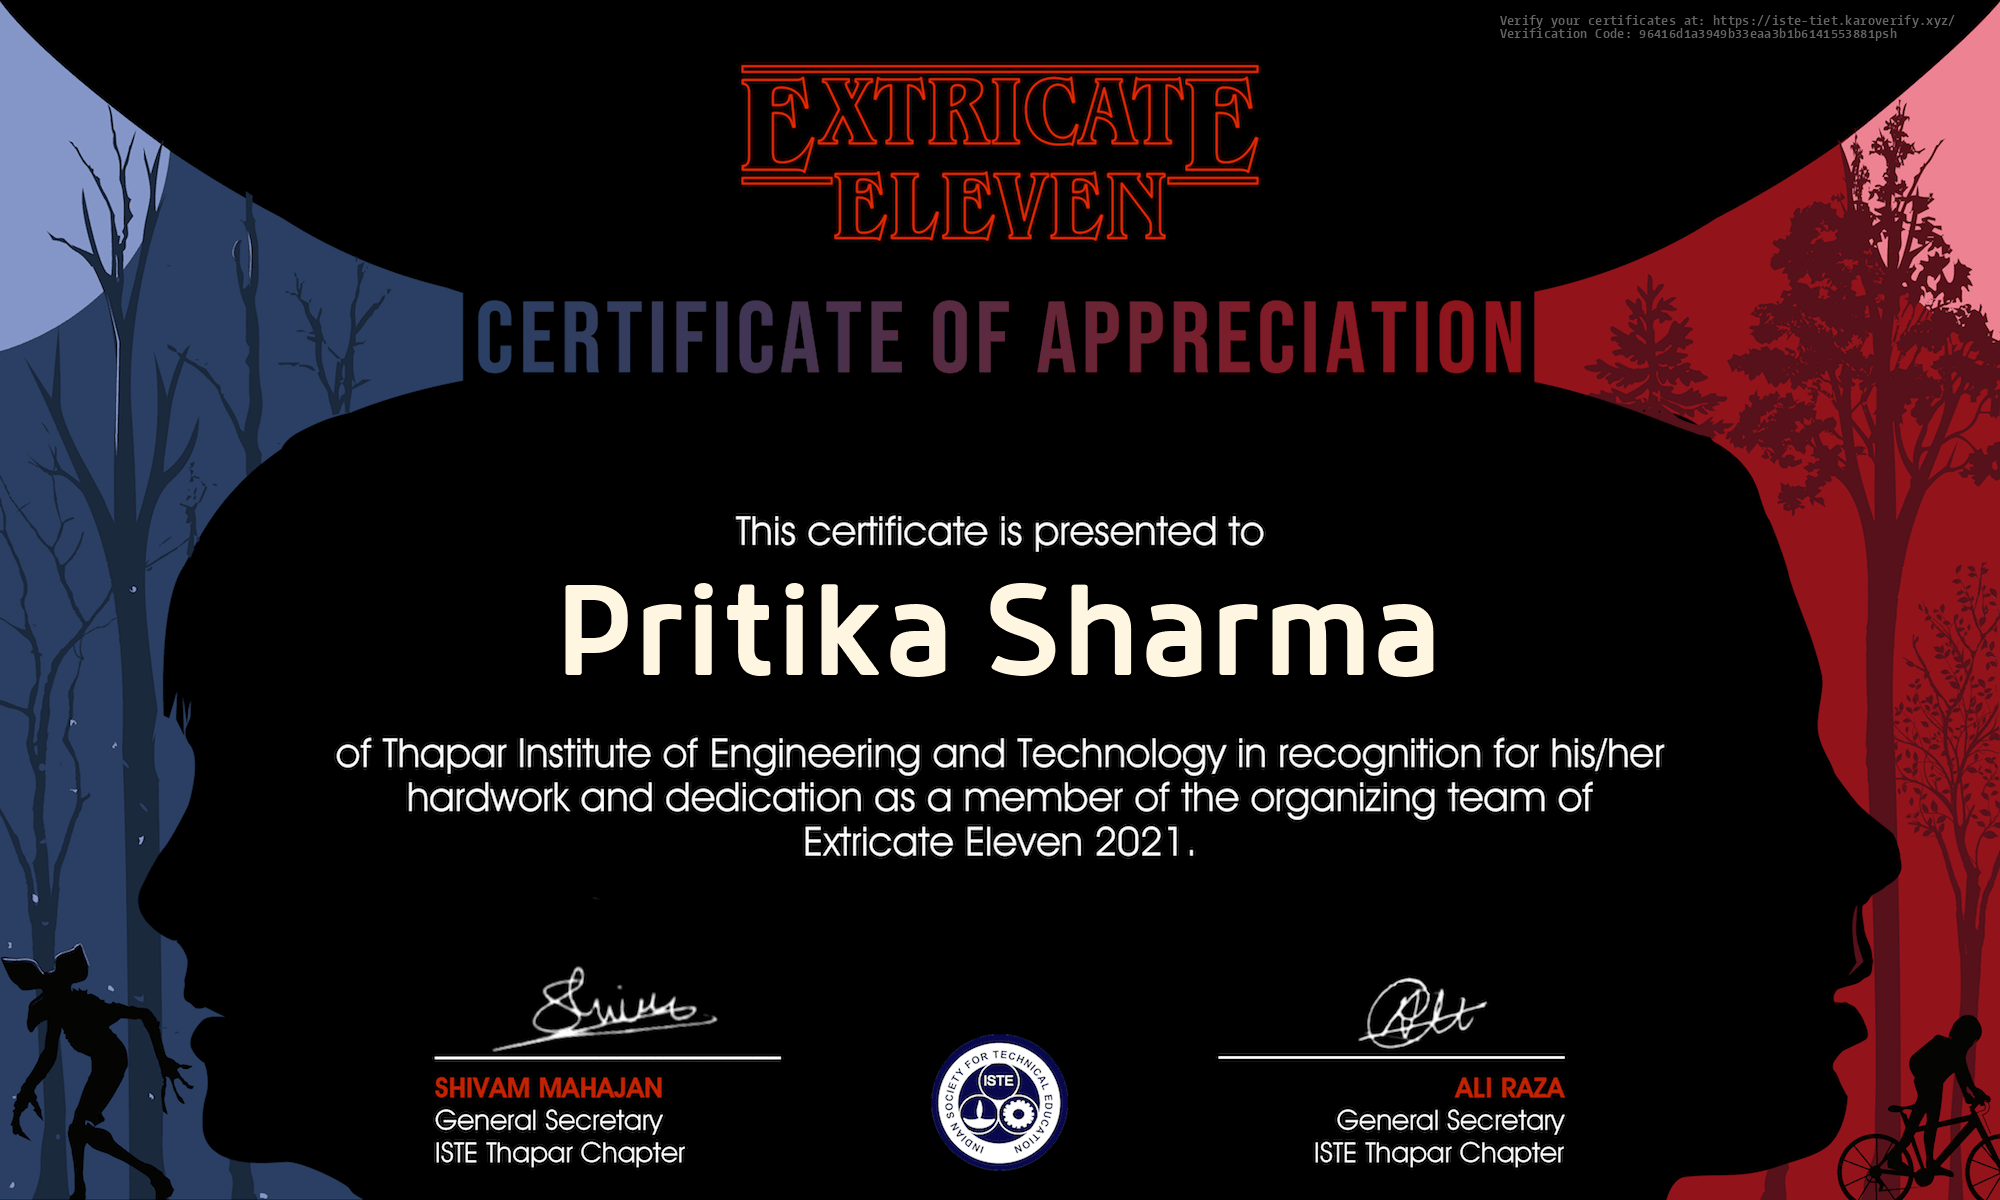 Verify your certificates at: https://iste-tiet.karoverify.xyz/
Verification Code: 96416d1a3949b33eaa3b1b6141553881psh
EXTRICATE
ELEVEN
CERTIFICATE OF APPRECIATION
This certificate is presented to
Pritika Sharma
of Thapar Institute of Engineering and Technology in recognition for his/her
hardwork and dedication as a member of the organizing team of
Extricate Eleven 2021.
SHIVAM MAHAJAN
General Secretary
ISTE Thapar Chapter
INDIAN SOCIETY FOR TECHNICAL EDUCATION
ISTE
ALI RAZA
General Secretary
ISTE Thapar Chapter